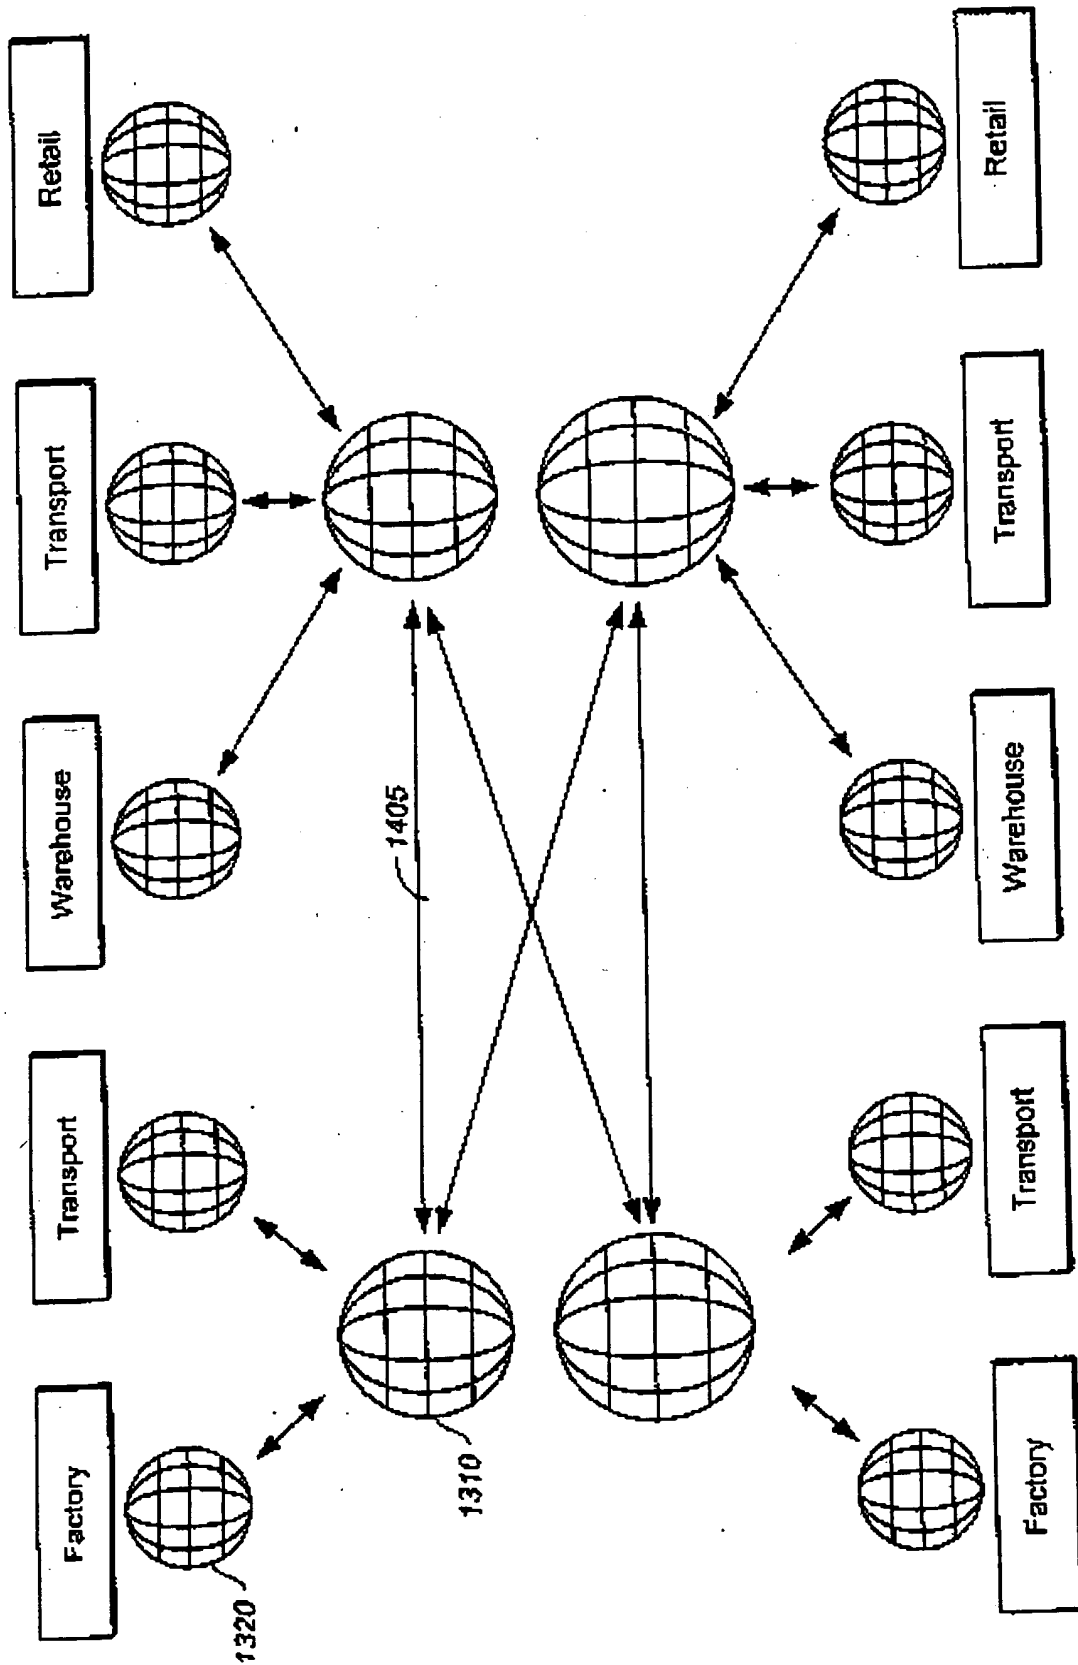 Factory
Transport
Warehouse
Transport
Retail
1320
1310
1405
Factory
Transport
Warehouse
Transport
Retail